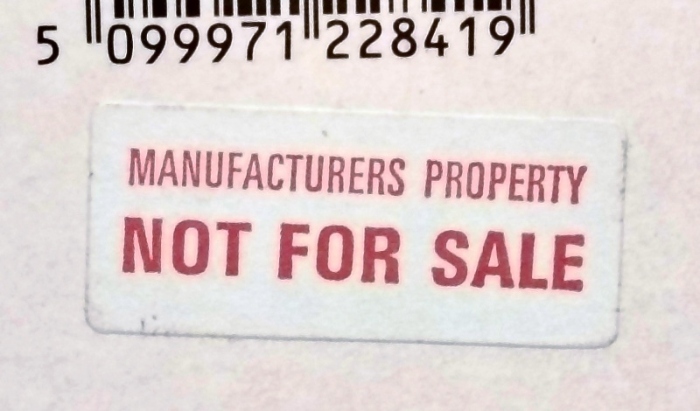 5 099971 228419
MANUFACTURERS PROPERTY
NOT FOR SALE